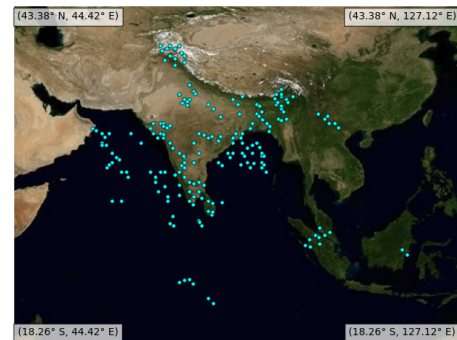 (43.38° N, 44.42° E) (43.38° N, 127.12° E)
(18.26° S, 44.42° E) (18.26° S, 127.12° E)